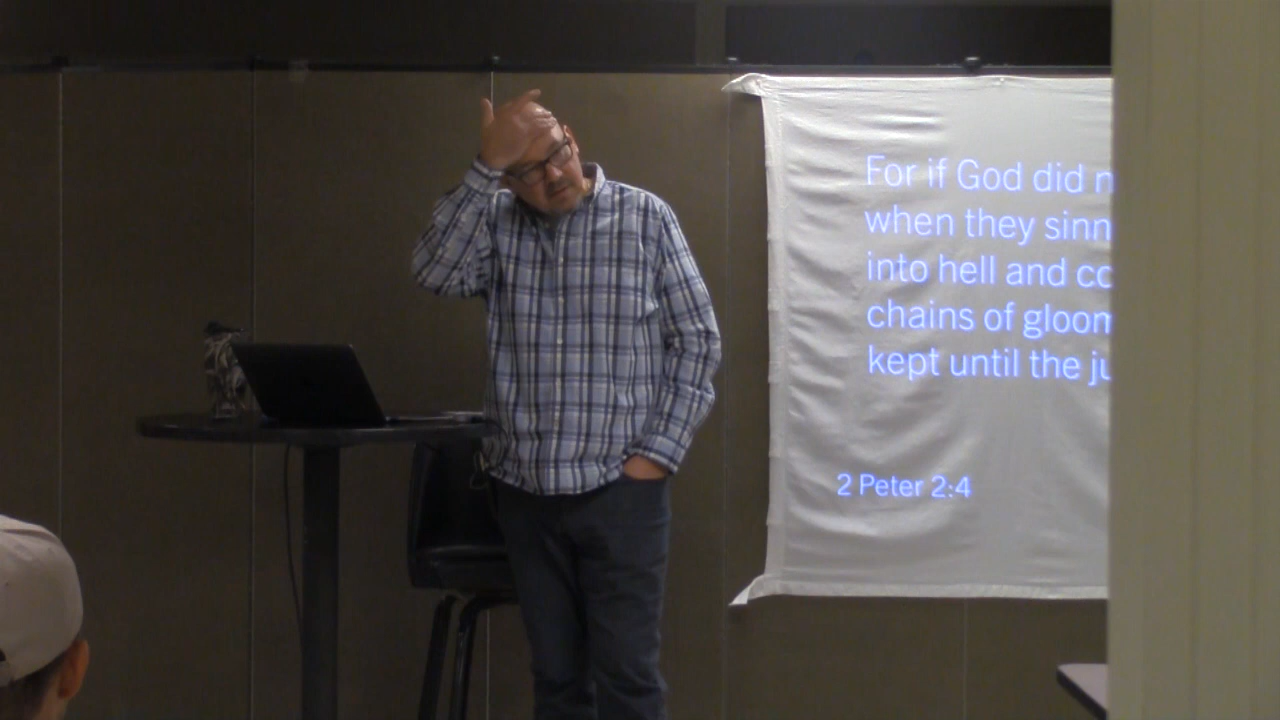 For if God did
when they
into hell and
chains of
kept until the
2 Peter 2:4